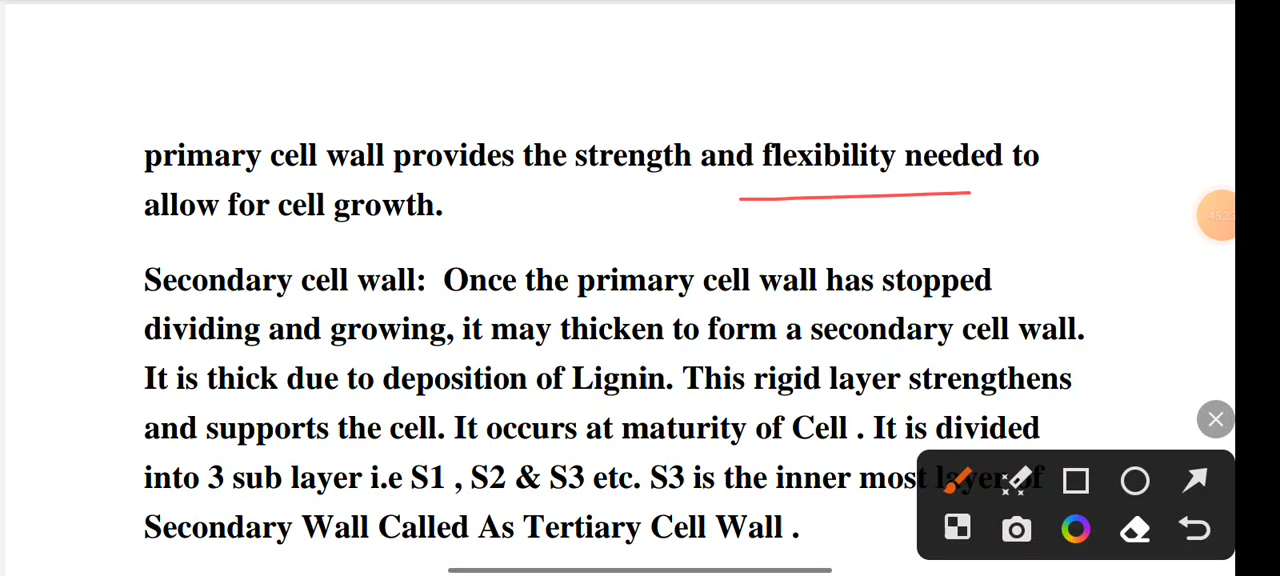 primary cell wall provides the strength and flexibility needed to
allow for cell growth.
Secondary cell wall: Once the primary cell wall has stopped
dividing and growing, it may thicken to form a secondary cell wall.
It is thick due to deposition of Lignin. This rigid layer strengthens
and supports the cell. It occurs at maturity of Cell . It is divided
into 3 sub layer i.e S1 , S2 & S3 etc. S3 is the inner most layer of
Secondary Wall Called As Tertiary Cell Wall .